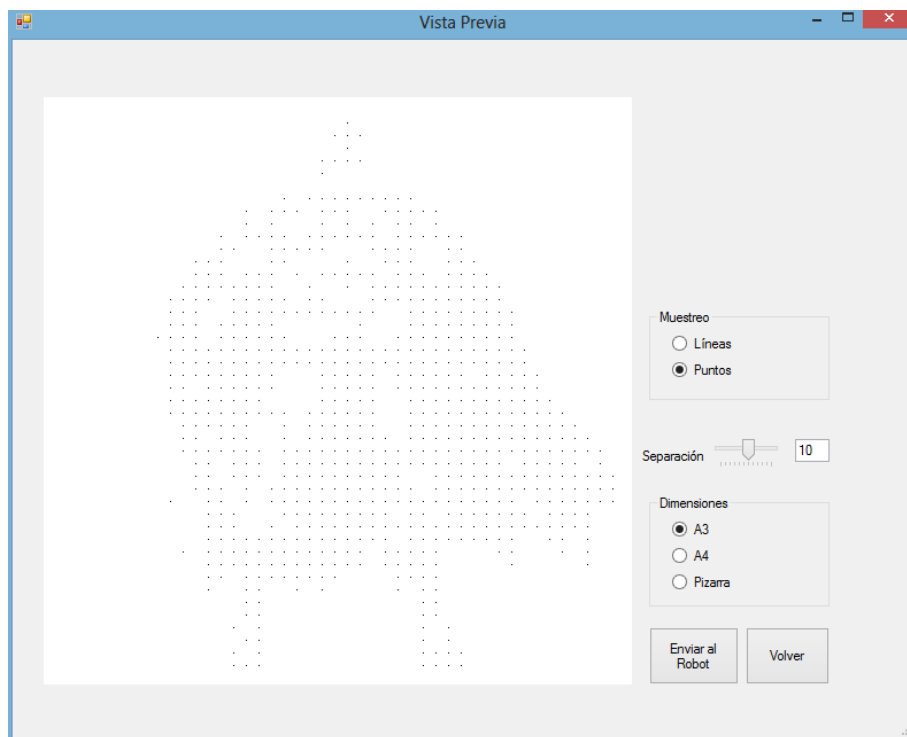 Vista Previa
Muestreo
Líneas
Puntos
Separación
10
Dimensiones
A3
A4
Pizarra
Enviar al
Robot
Volver